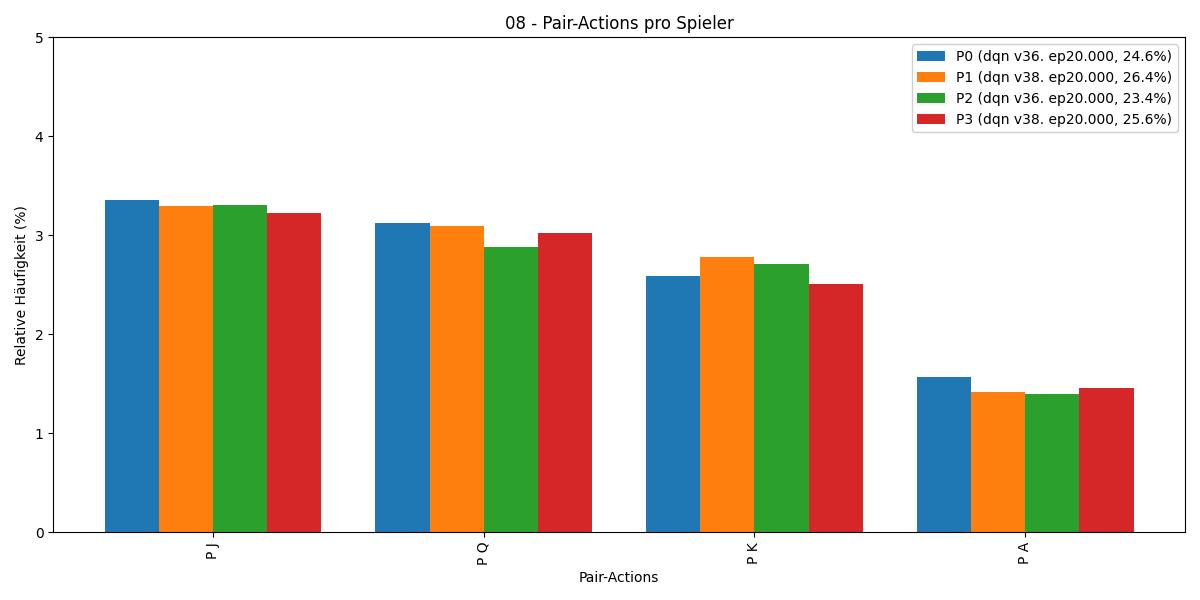 08 - Pair-Actions pro Spieler
P0 (dqn v36. ep20.000, 24.6%)
P1 (dqn v38. ep20.000, 26.4%)
P2 (dqn v36. ep20.000, 23.4%)
P3 (dqn v38. ep20.000, 25.6%)
Relative Häufigkeit (%)
5
4
3
2
1
0
P J
P Q
P K
P A
Pair-Actions